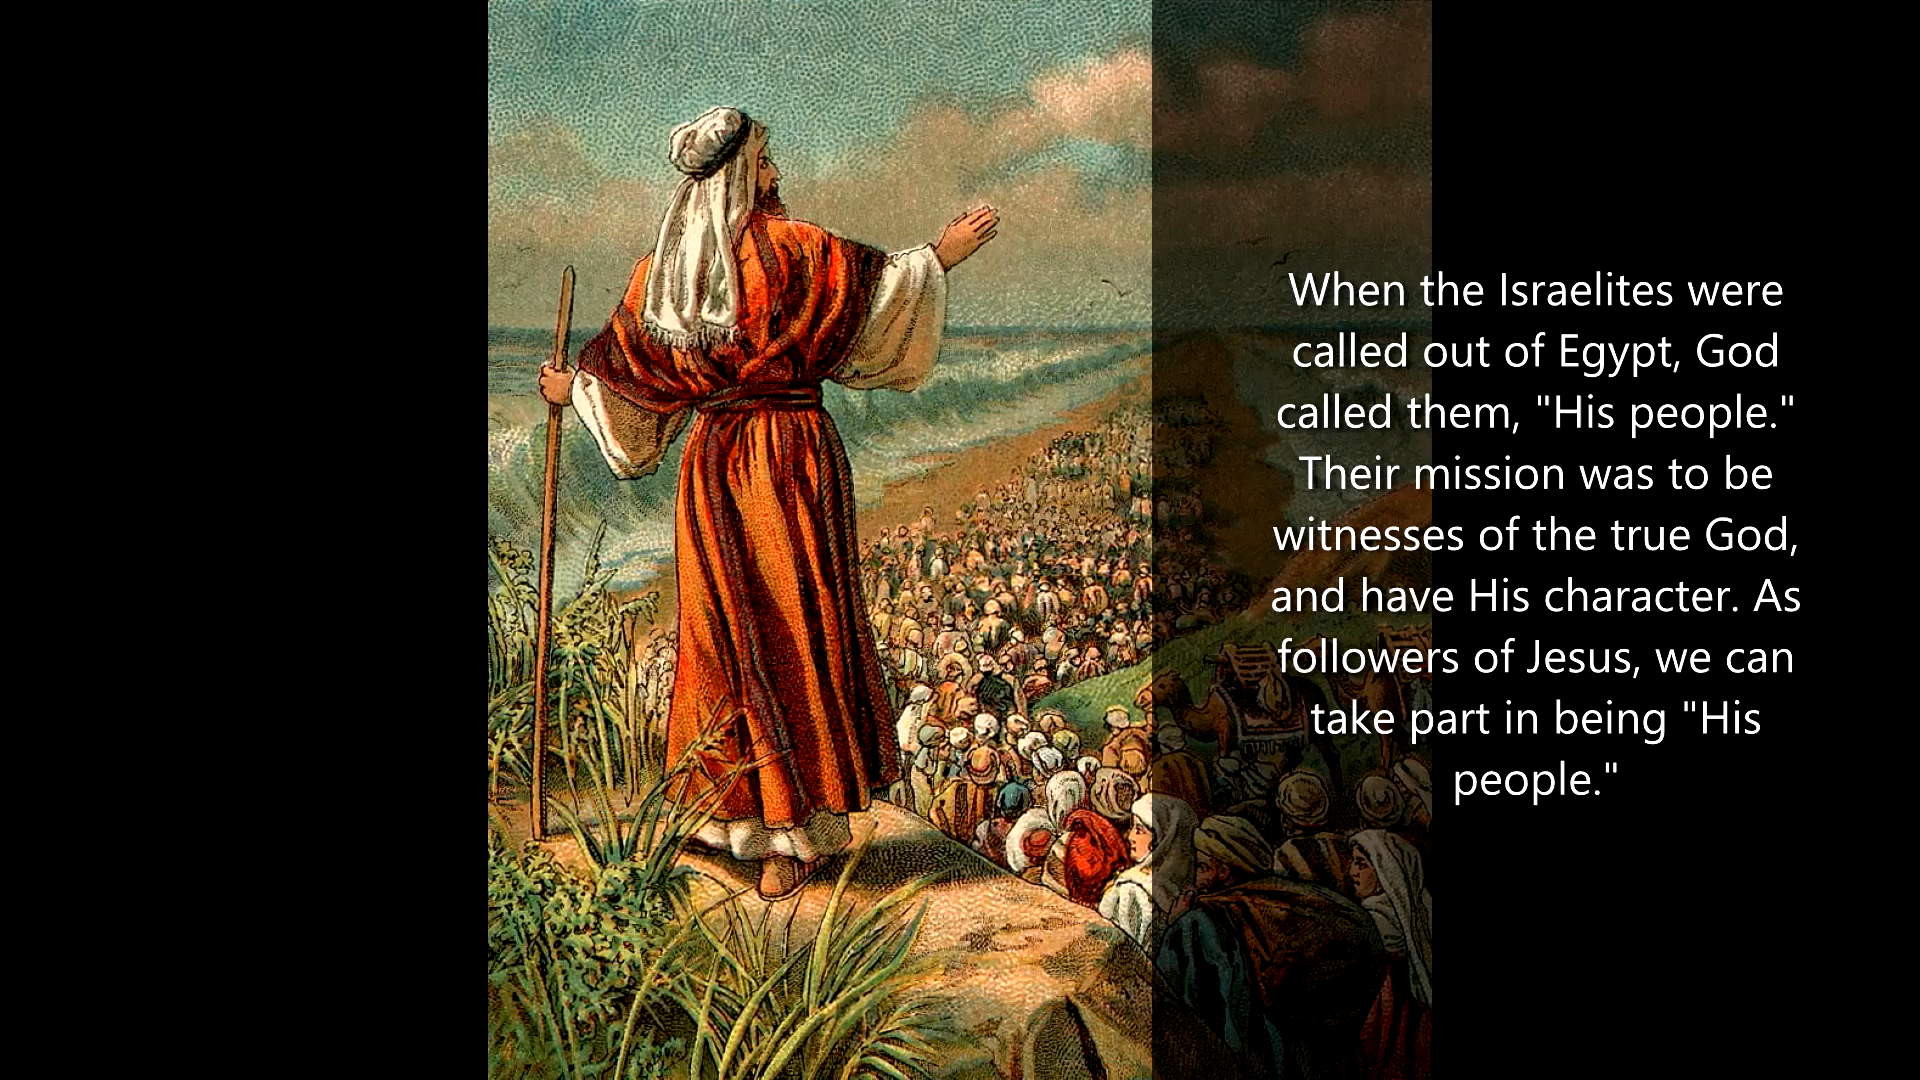 When the Israelites were
called out of Egypt, God
called them, "His people."
Their mission was to be
witnesses of the true God,
and have His character. As
followers of Jesus, we can
take part in being "His
people."